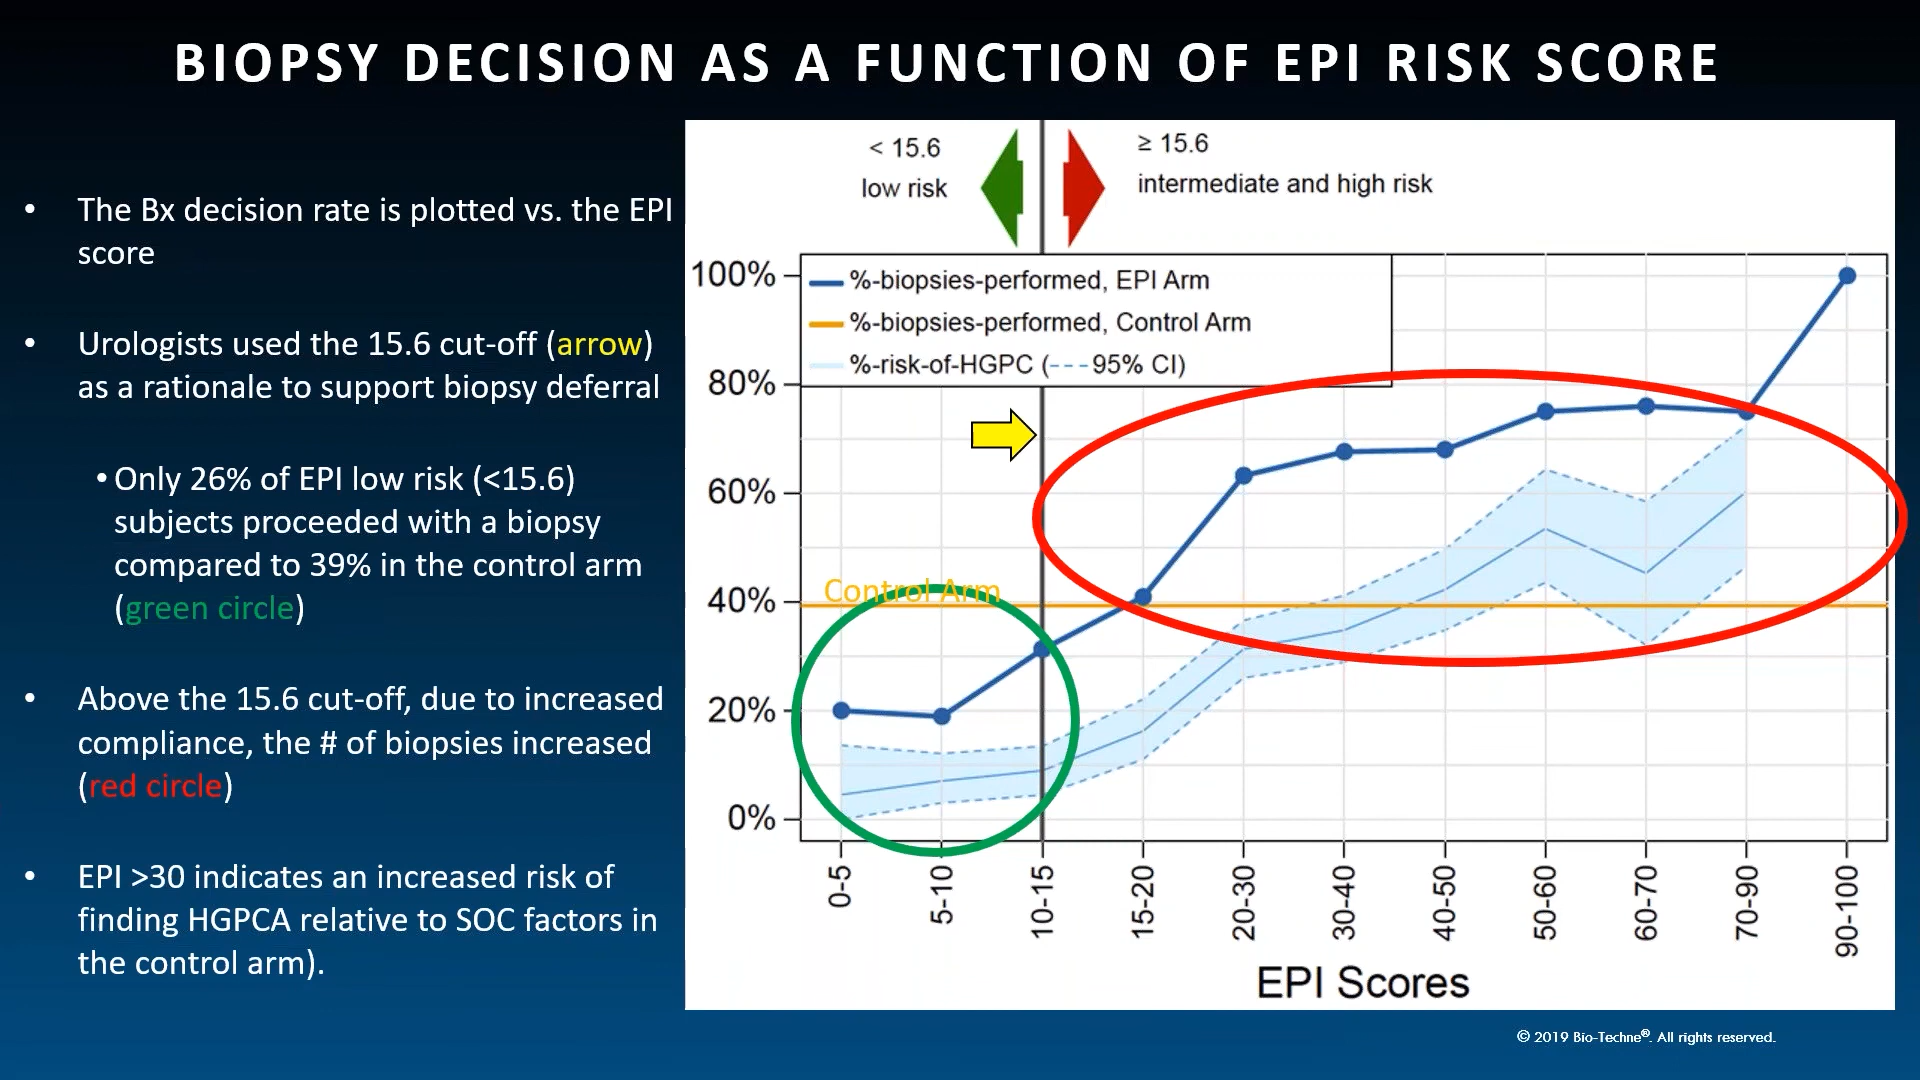 BIOPSY DECISION AS A FUNCTION OF EPI RISK SCORE
• The Bx decision rate is plotted vs. the EPI
score
• Urologists used the 15.6 cut-off (arrow)
as a rationale to support biopsy deferral
• Only 26% of EPI low risk (<15.6)
subjects proceeded with a biopsy
compared to 39% in the control arm
(green circle)
• Above the 15.6 cut-off, due to increased
compliance, the # of biopsies increased
(red circle)
• EPI >30 indicates an increased risk of
finding HGPCA relative to SOC factors in
the control arm).
< 15.6
low risk
≥ 15.6
intermediate and high risk
%-biopsies-performed, EPI Arm
%-biopsies-performed, Control Arm
%-risk-of-HGPC (---95% CI)
100%
80%
60%
40%
20%
0%
Control Arm
0-5
5-10
10-15
15-20
20-30
30-40
40-50
50-60
60-70
70-90
90-100
EPI Scores
© 2019 Bio-Techne®. All rights reserved.